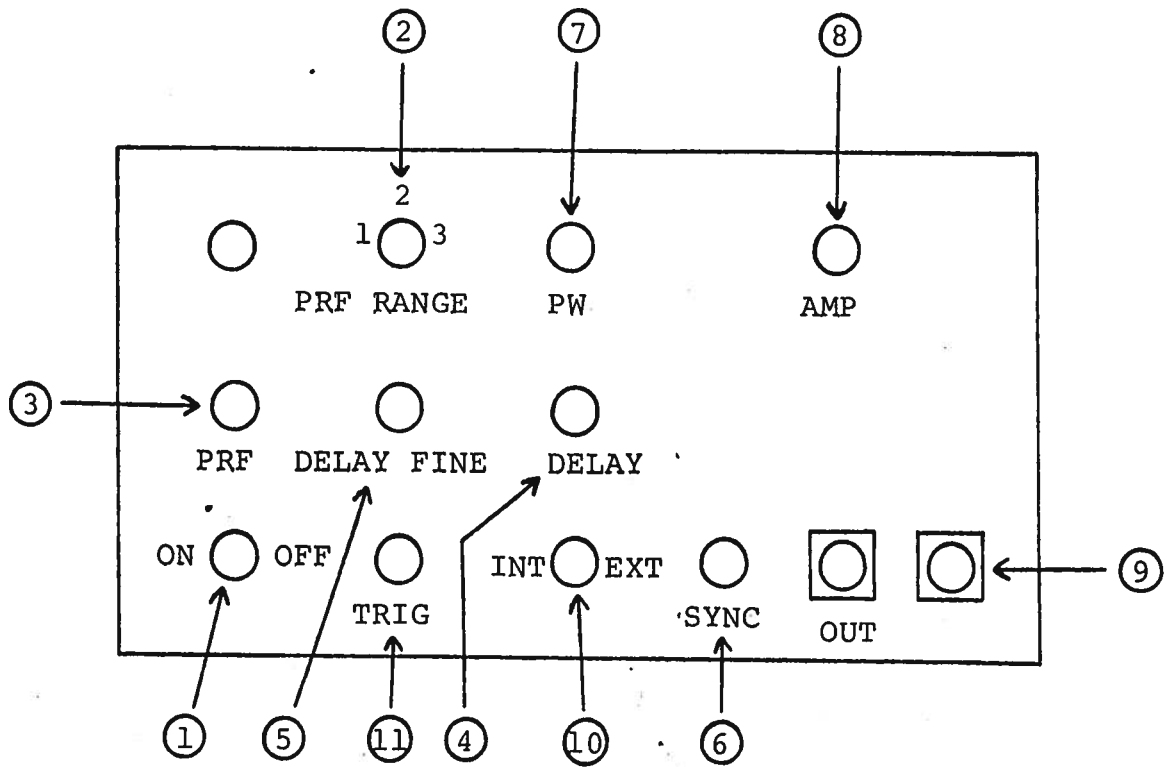 2 7 8
2
1 3
PRF RANGE PW AMP
3
PRF DELAY FINE DELAY
ON OFF INT EXT
9
TRIG SYNC OUT
1 5 11 4 10 6